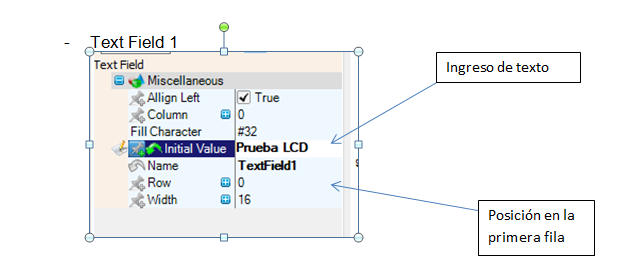 - Text Field 1
Text Field
Miscellaneous
Allign Left True
Column 0
Fill Character #32
Initial Value Prueba LCD
Name TextField1
Row 0
Width 16
Ingreso de texto
Posición en la
primera fila